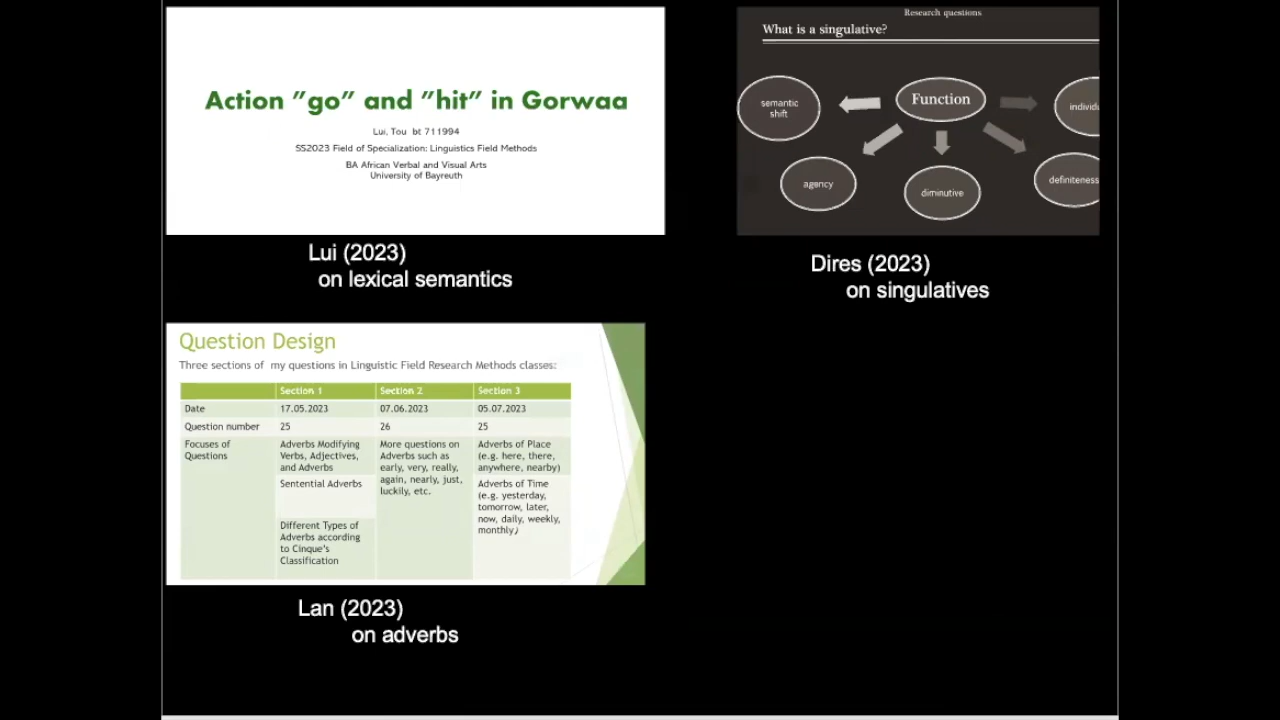 Action "go" and "hit" in Gorwaa
Lui, Tou bt 711994
SS2023 Field of Specialization: Linguistics Field Methods
BA African Verbal and Visual Arts
University of Bayreuth
Lui (2023)
on lexical semantics
Research questions
What is a singulative?
Function
semantic
shift
agency
diminutive
definiteness
Dires (2023)
on singulatives
Question Design
Three sections of my questions in Linguistic Field Research Methods classes:
Section 1 Section 2 Section 3
Date 17.05.2023 07.06.2023 05.07.2023
Question number 25 26 25
Focuses of
Questions
Adverbs Modifying
Verbs, Adjectives,
and Adverbs
Sentential Adverbs
Different Types of
Adverbs according
to Cinque's
Classification
More questions on
Adverbs such as
early, very, really,
again, nearly, just,
luckily, etc.
Adverbs of Place
(e.g. here, there,
anywhere, nearby)
Adverbs of Time
(e.g. yesterday,
tomorrow, later,
now, daily, weekly,
monthly)
Lan (2023)
on adverbs